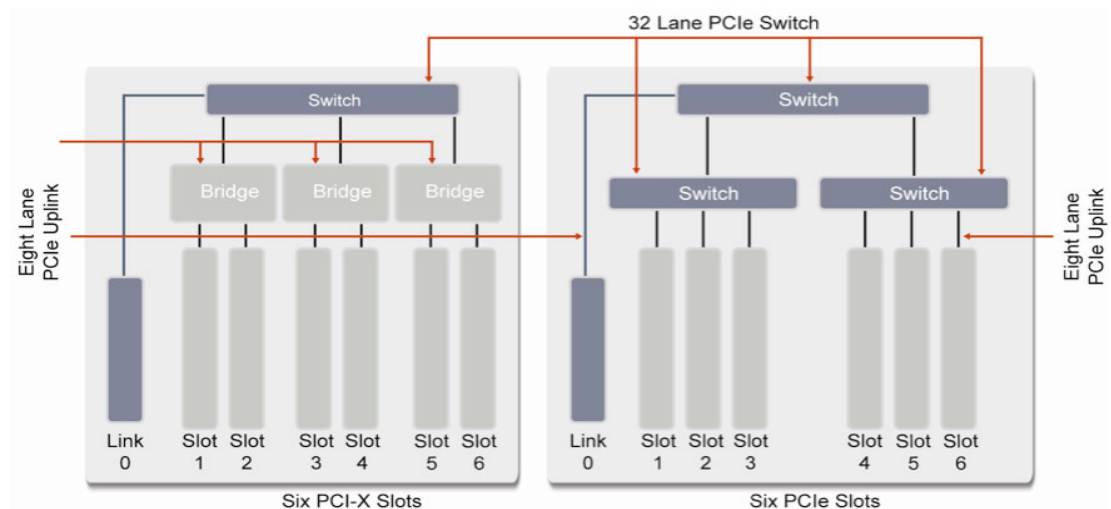 32 Lane PCIe Switch
Switch
Switch
Bridge
Bridge
Bridge
Switch
Switch
Eight Lane
PCIe Uplink
Eight Lane
PCIe Uplink
Link
0
Slot
1
Slot
2
Slot
3
Slot
4
Slot
5
Slot
6
Link
0
Slot
1
Slot
2
Slot
3
Slot
4
Slot
5
Slot
6
Six PCI-X Slots
Six PCIe Slots